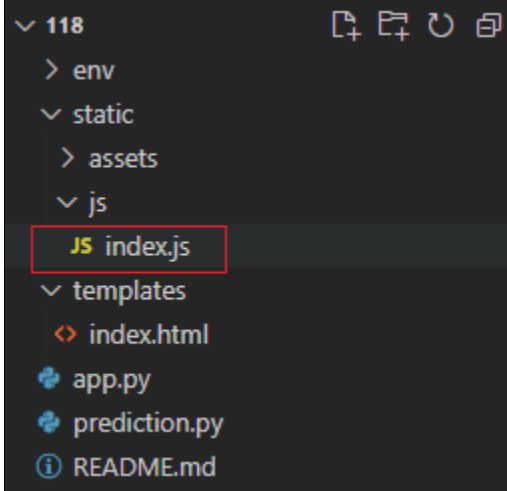 118
env
static
assets
js
JS index.js
templates
index.html
app.py
prediction.py
README.md